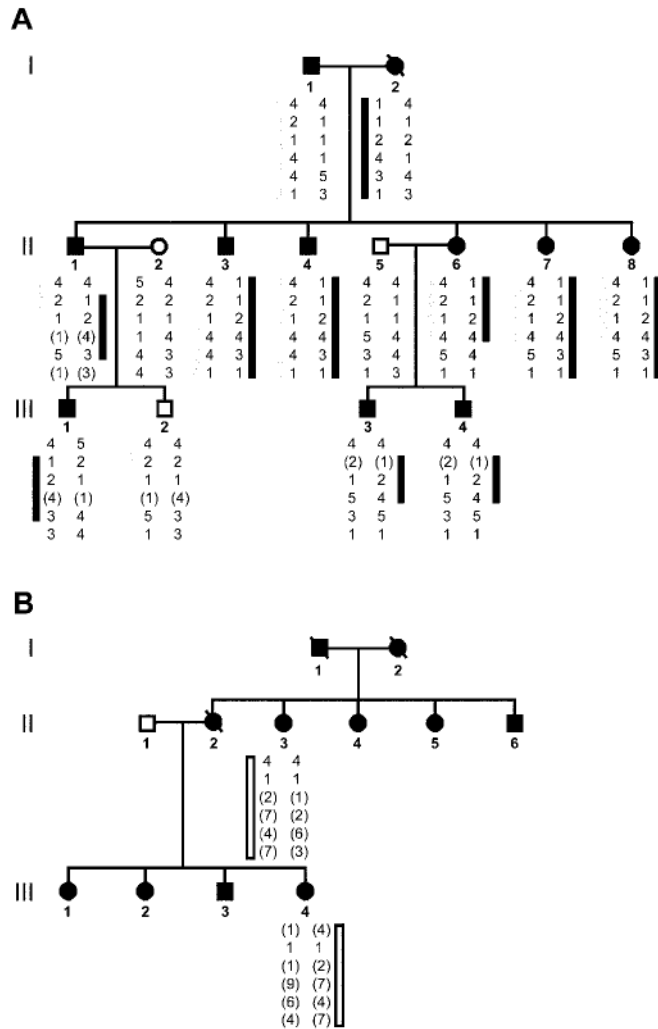 A
I
1 2
4 4 1 4
2 1 1 1
1 1 2 2
4 1 4 1
4 5 3 4
1 3 1 3
II
1 2 3 4 5 6 7 8
4 4 5 4 4 1 4 1 4 4 4 1 4 1 4 1
2 1 2 2 2 1 2 1 2 1 2 1 2 1 2 1
1 2 1 1 1 2 1 2 1 1 1 2 1 2 1 2
(1) (4) 1 4 4 4 4 4 5 4 4 4 4 4 4 4
5 3 4 3 4 3 4 3 3 4 5 4 5 3 5 3
(1) (3) 4 3 1 1 1 1 1 3 1 1 1 1 1 1
III
1 2 3 4
4 5 4 4 4 4 4 4
1 2 2 2 (2) (1) (2) (1)
2 1 1 1 1 2 1 2
(4) (1) (1) (4) 5 4 5 4
3 4 5 3 3 5 3 5
3 4 1 3 1 1 1 1
B
I
1 2
II
1 2 3 4 5 6
4 4
1 1
(2) (1)
(7) (2)
(4) (6)
(7) (3)
III
1 2 3 4
(1) (4)
1 1
(1) (2)
(9) (7)
(6) (4)
(4) (7)